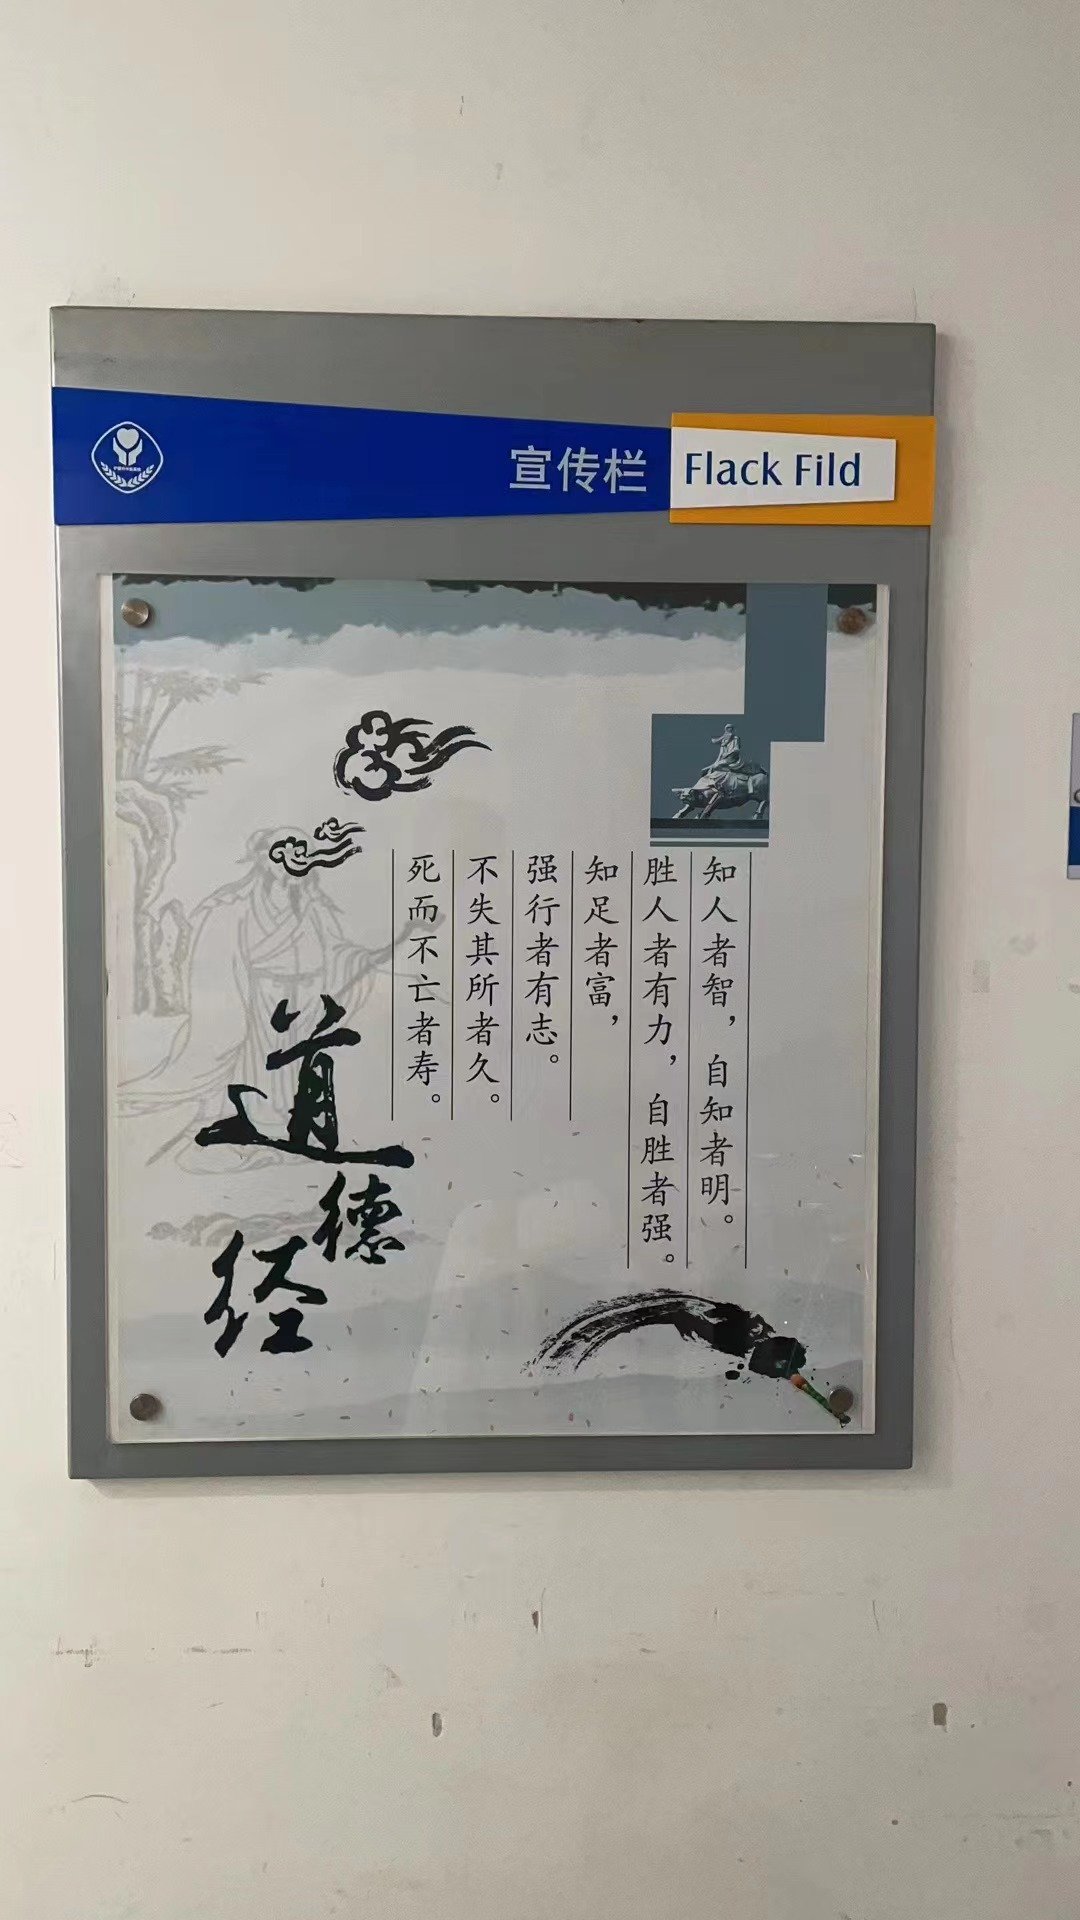 宣传栏
Flack Fild
知人者智，自知者明。
胜人者有力，自胜者强。
知足者富，
强行者有志。
不失其所者久。
死而不亡者寿。
道德经